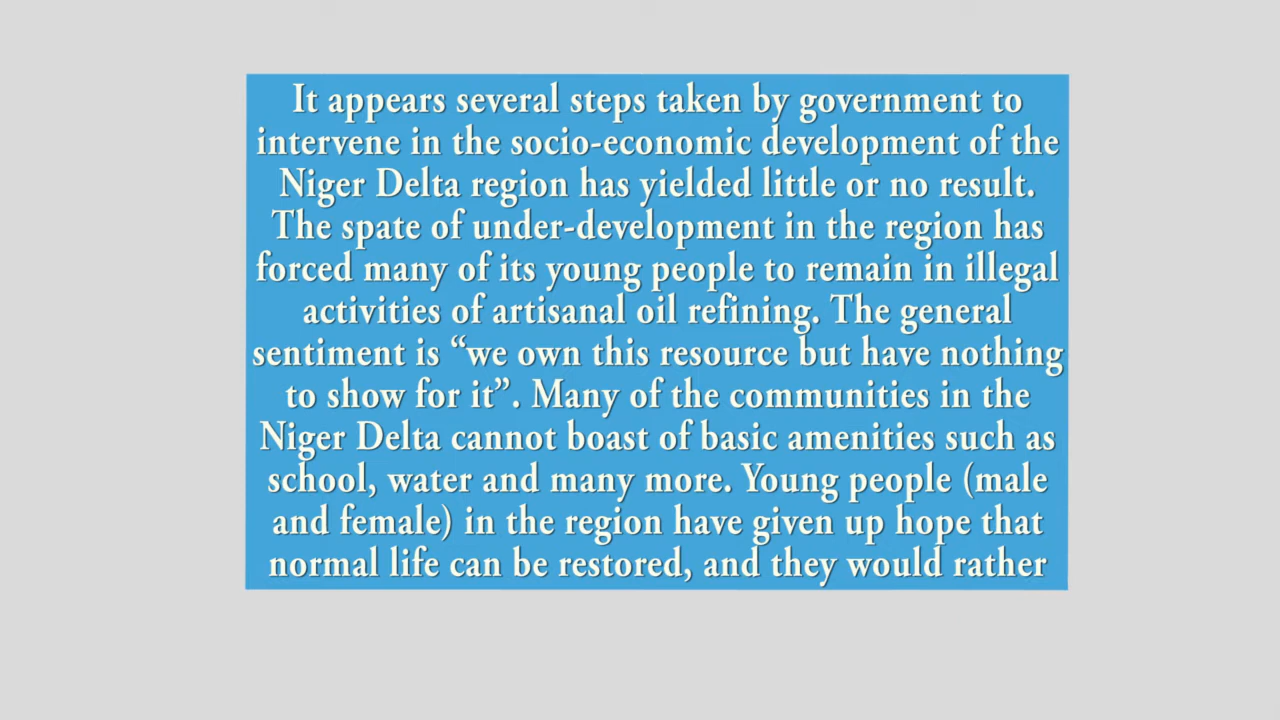 It appears several steps taken by government to
intervene in the socio-economic development of the
Niger Delta region has yielded little or no result.
The spate of under-development in the region has
forced many of its young people to remain in illegal
activities of artisanal oil refining. The general
sentiment is “we own this resource but have nothing
to show for it”. Many of the communities in the
Niger Delta cannot boast of basic amenities such as
school, water and many more. Young people (male
and female) in the region have given up hope that
normal life can be restored, and they would rather